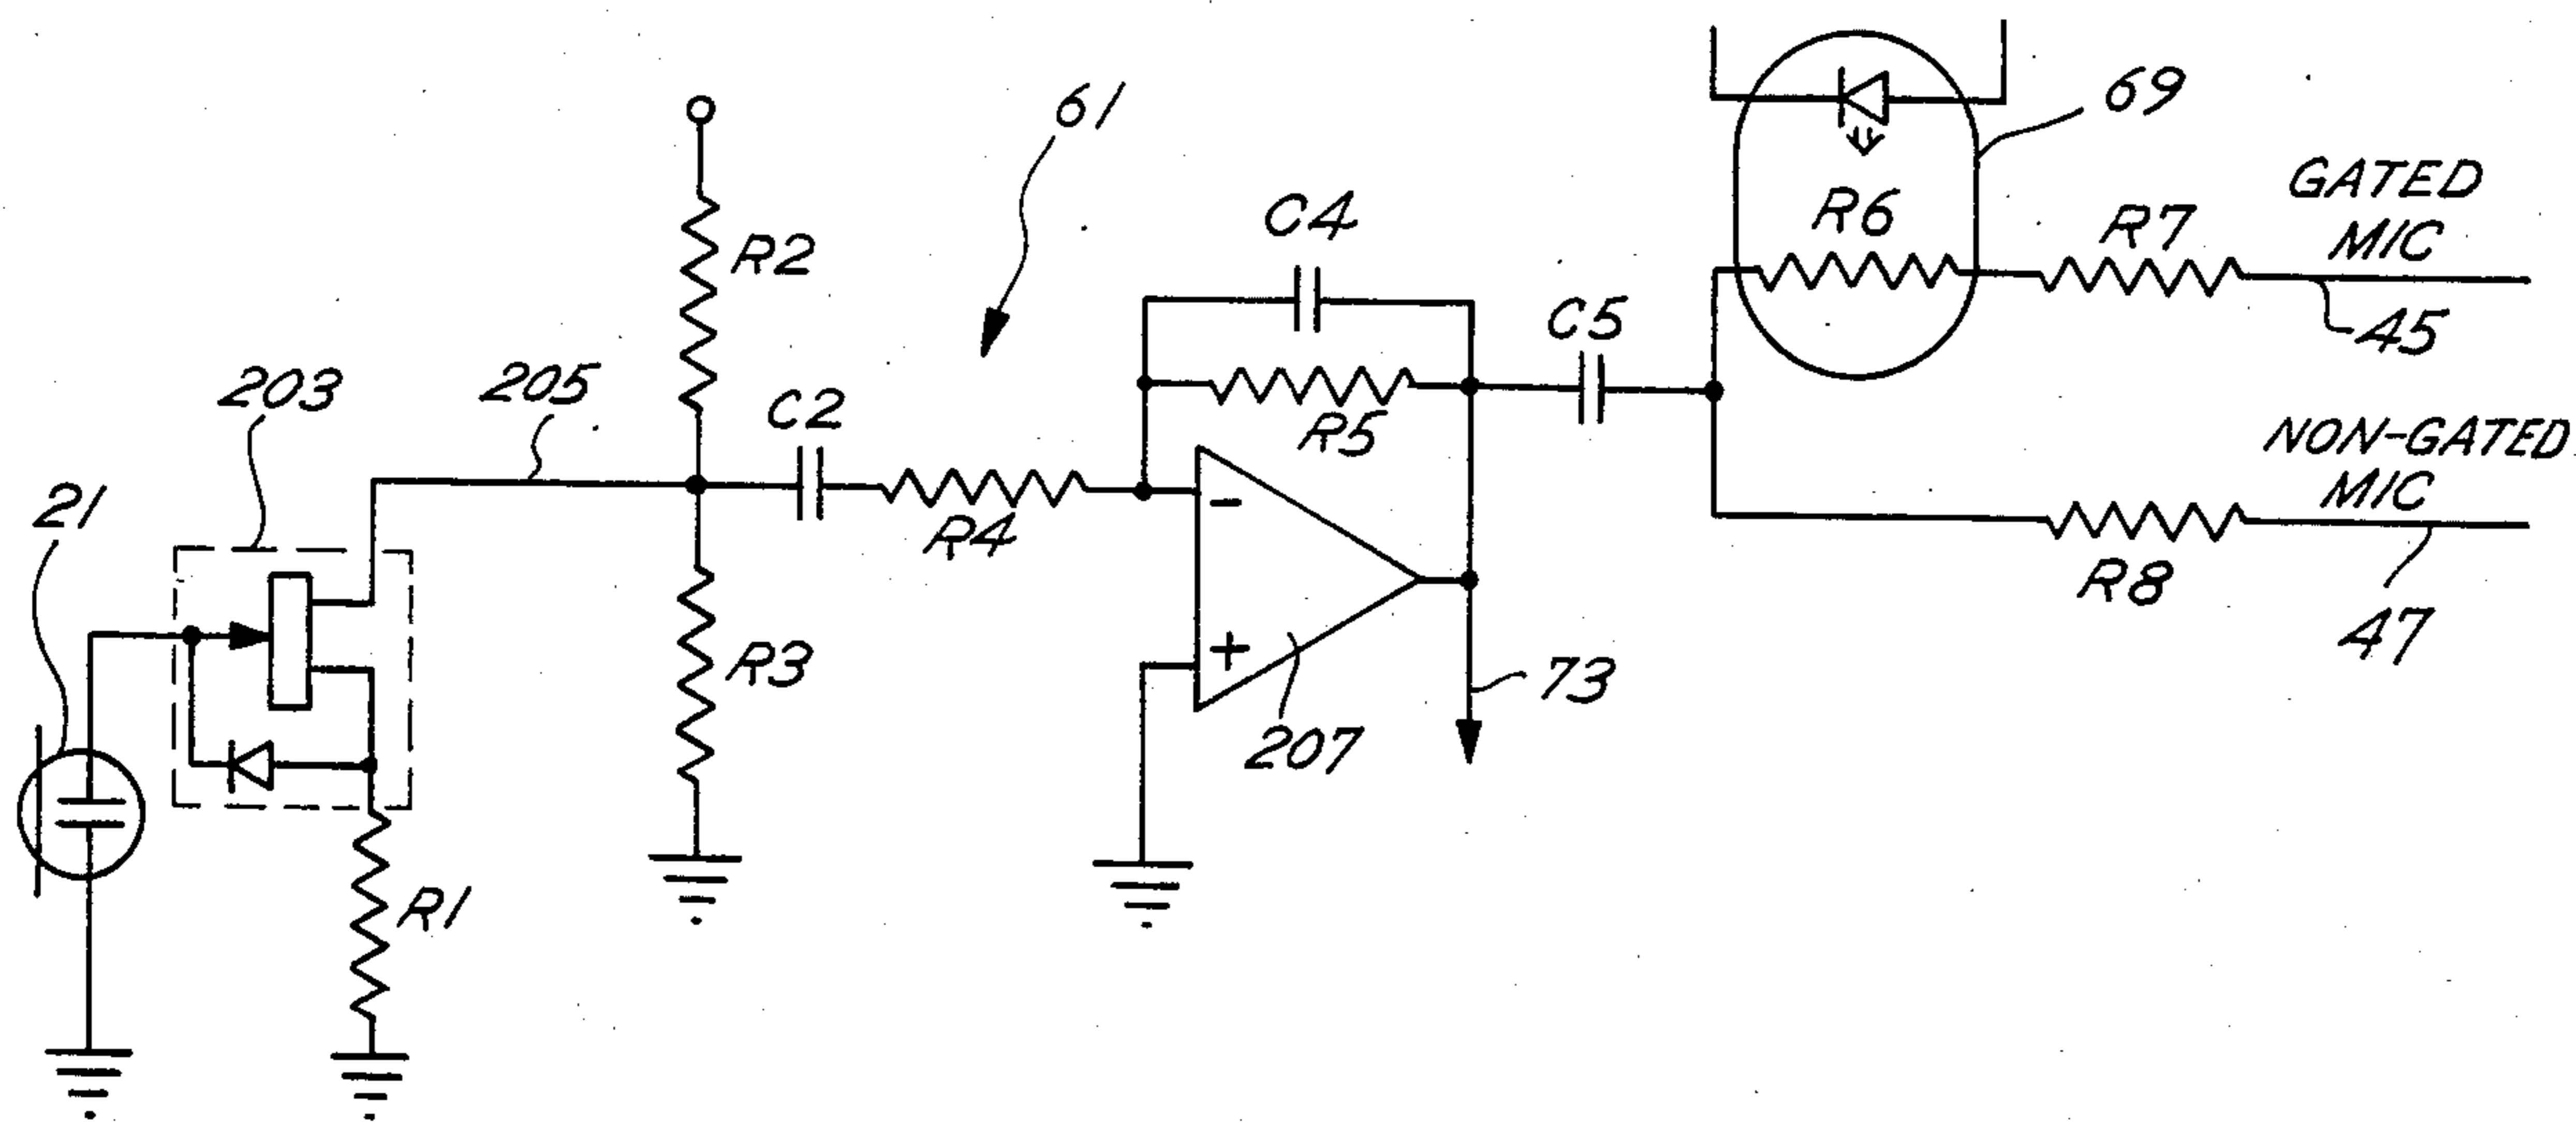 61
69
GATED
MIC
R2
C4
R6
R7
C5
45
203
205
C2
R5
NON-GATED
MIC
21
R4
-
R8
R3
+
73
47
207
R1